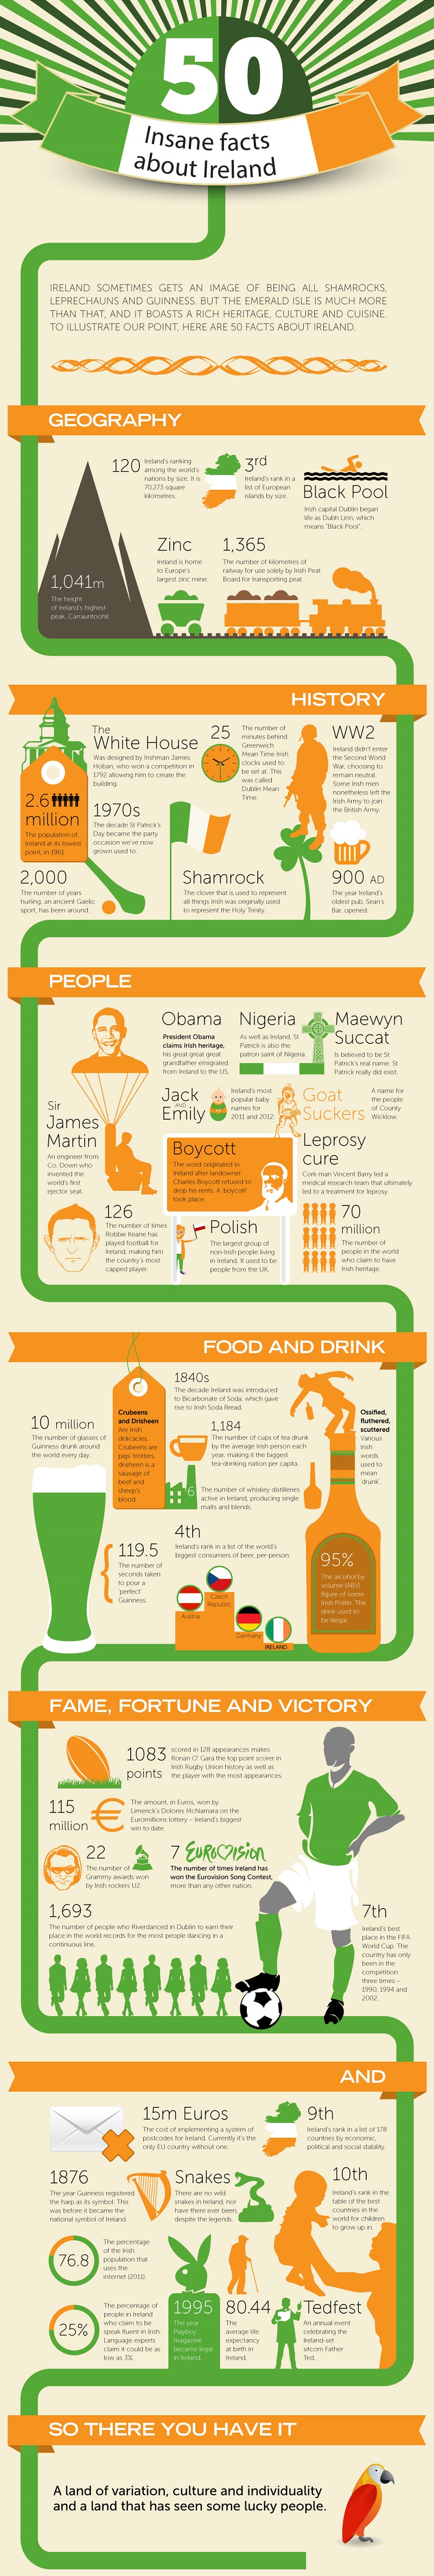 50
Insane facts
about Ireland
IRELAND SOMETIMES GETS AN IMAGE OF BEING ALL SHAMROCKS,
LEPRECHAUNS AND GUINNESS. BUT THE EMERALD ISLE IS MUCH MORE
THAN THAT, AND IT BOASTS A RICH HERITAGE, CULTURE AND CUISINE.
TO ILLUSTRATE OUR POINT, HERE ARE 50 FACTS ABOUT IRELAND.
GEOGRAPHY
120
Ireland's ranking
among the world's
nations by size. It is
70,273 square
kilometres.
3rd
Ireland's rank in a
list of European
islands by size.
Black Pool
Irish capital Dublin began
life as Dubh Linn, which
means "Black Pool".
Zinc
Ireland is home
to Europe's
largest zinc mine.
1,365
The number of kilometres of
railway for use solely by Irish Peat
Board for transporting peat.
1,041m
The height
of Ireland's highest
peak, Carrauntoohil.
HISTORY
The
White House
Was designed by Irishman James
Hoban, who won a competition in
1792 allowing him to create the
building.
25
The number of
minutes behind
Greenwich
Mean Time Irish
clocks used to
be set at. This
was called
Dublin Mean
Time.
WW2
Ireland didn't enter
the Second World
War, choosing to
remain neutral.
Some Irish men
nonetheless left the
Irish Army to join
the British Army.
2.6
million
The population of
Ireland at its lowest
point, in 1961.
1970s
The decade St Patrick's
Day became the party
occasion we've now
grown used to.
2,000
The number of years
hurling, an ancient Gaelic
sport, has been around.
Shamrock
The clover that is used to represent
all things Irish was originally used
to represent the Holy Trinity.
900 AD
The year Ireland's
oldest pub, Sean's
Bar, opened.
PEOPLE
Obama
President Obama
claims Irish heritage,
his great great great
grandfather emigrated
from Ireland to the US.
Nigeria
As well as Ireland, St
Patrick is also the
patron saint of Nigeria.
Maewyn
Succat
Is believed to be St
Patrick's real name. St
Patrick really did exist.
Sir
James
Martin
An engineer from
Co. Down who
invented the
world's first
ejector seat.
Jack
AND
Emily
Ireland's most
popular baby
names for
2011 and 2012.
Goat
Suckers
A name for
the people
of County
Wicklow.
Boycott
The word originated in
Ireland after landowner
Charles Boycott refused to
drop his rents. A 'boycott'
took place.
Leprosy
cure
Cork man Vincent Barry led a
medical research team that ultimately
led to a treatment for leprosy.
126
The number of times
Robbie Keane has
played football for
Ireland, making him
the country's most
capped player.
Polish
The largest group of
non-Irish people living
in Ireland. It used to be
people from the UK.
70
million
The number of
people in the world
who claim to have
Irish heritage.
FOOD AND DRINK
1840s
The decade Ireland was introduced
to Bicarbonate of Soda, which gave
rise to Irish Soda Bread.
10 million
The number of glasses of
Guinness drunk around
the world every day.
Crubeens
and Drisheen
Are Irish
delicacies.
Crubeens are
pigs' trotters,
drisheen is a
sausage of
beef and
sheep's
blood.
1,184
The number of cups of tea drunk
by the average Irish person each
year, making it the biggest
tea-drinking nation per capita.
Ossified,
fluthered,
scuttered
Various
Irish
words
used to
mean
'drunk'.
6
The number of whiskey distilleries
active in Ireland, producing single
malts and blends.
119.5
The number of
seconds taken
to pour a
'perfect'
Guinness.
4th
Ireland's rank in a list of the world's
biggest consumers of beer, per-person.
Austria
Czech
Republic
Germany
IRELAND
95%
The alcohol by
volume (ABV)
figure of some
Irish Poitín. The
drink used to
be illegal.
FAME, FORTUNE AND VICTORY
1083
points
scored in 128 appearances makes
Ronan O' Gara the top point scorer in
Irish Rugby Union history as well as
the player with the most appearances.
115
million
€
The amount, in Euros, won by
Limerick's Dolores McNamara on the
Euromillions lottery – Ireland's biggest
win to date.
22
The number of
Grammy awards won
by Irish rockers U2.
7 EUROVISION
The number of times Ireland has
won the Eurovision Song Contest,
more than any other nation.
1,693
The number of people who Riverdanced in Dublin to earn their
place in the world records for the most people dancing in a
continuous line.
7th
Ireland's best
place in the FIFA
World Cup. The
country has only
been in the
competition
three times –
1990, 1994 and
2002.
AND
15m Euros
The cost of implementing a system of
postcodes for Ireland. Currently it's the
only EU country without one.
9th
Ireland's rank in a list of 178
countries by economic,
political and social stability.
1876
The year Guinness registered
the harp as its symbol. This
was before it became the
national symbol of Ireland.
Snakes
There are no wild
snakes in Ireland, nor
have there ever been,
despite the legends.
10th
Ireland's rank in the
table of the best
countries in the
world for children
to grow up in.
76.8
The percentage
of the Irish
population that
uses the
internet (2011).
25%
The percentage of
people in Ireland
who claim to be
speak fluent in Irish.
Language experts
claim it could be as
low as 3%.
1995
The year
Playboy
magazine
became legal
in Ireland.
80.44
The
average life
expectancy
at birth in
Ireland.
Tedfest
An annual event
celebrating the
Ireland-set
sitcom Father
Ted.
SO THERE YOU HAVE IT
A land of variation, culture and individuality
and a land that has seen some lucky people.